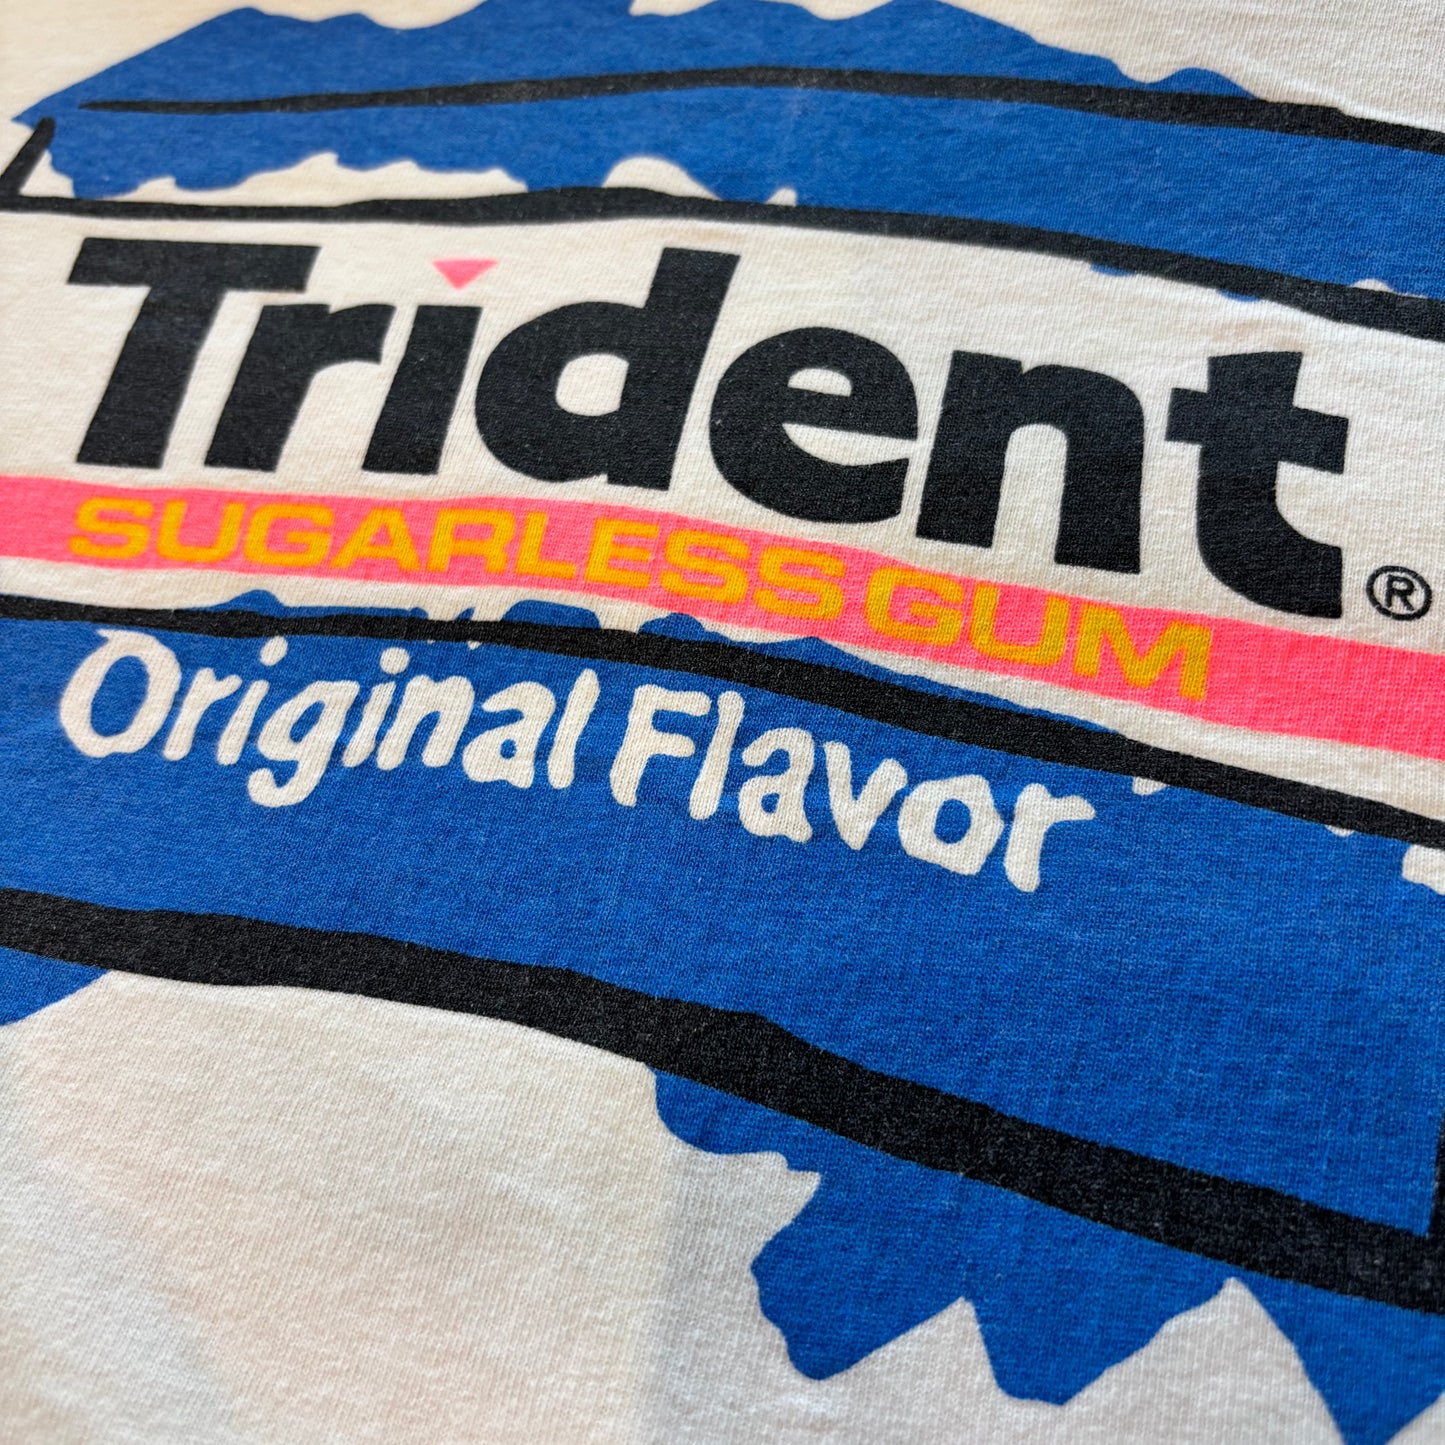 Trident®
SUGARLESS GUM
Original Flavor